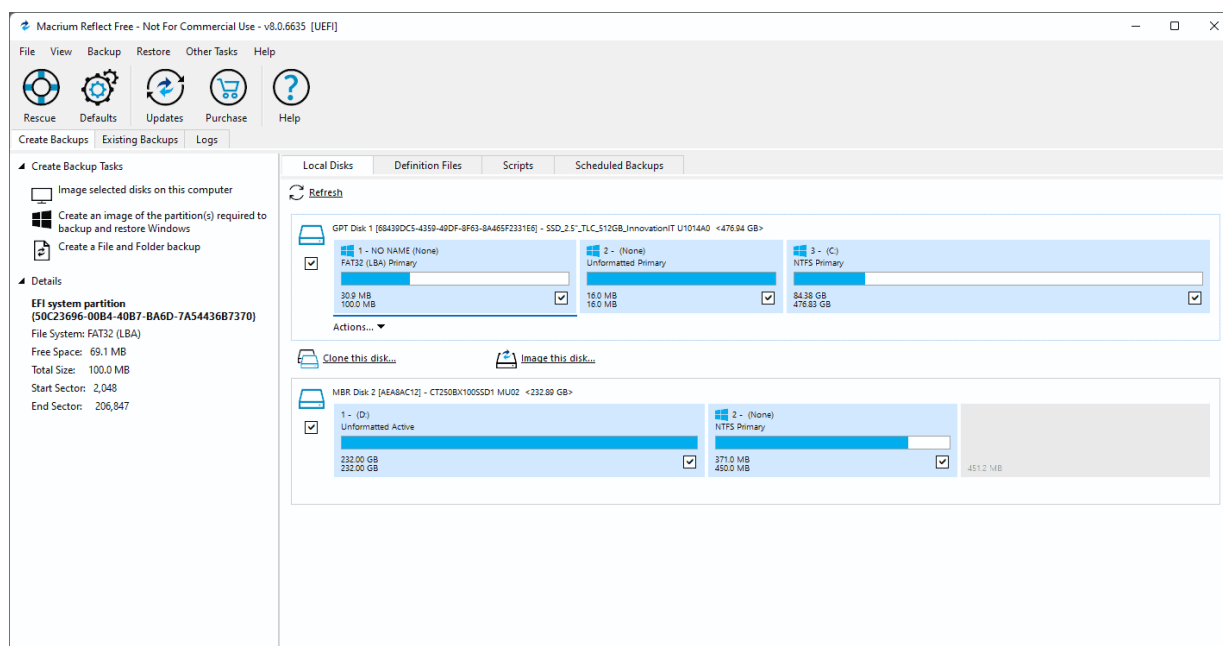 Macrium Reflect Free - Not For Commercial Use - v8.0.6635 [UEFI]
File View Backup Restore Other Tasks Help
Rescue Defaults Updates Purchase Help
Create Backups Existing Backups Logs
Create Backup Tasks
Image selected disks on this computer
Create an image of the partition(s) required to
backup and restore Windows
Create a File and Folder backup
Details
EFI system partition
{50C23696-00B4-40B7-BA6D-7A54436B7370}
File System: FAT32 (LBA)
Free Space: 69.1 MB
Total Size: 100.0 MB
Start Sector: 2,048
End Sector: 206,847
Local Disks Definition Files Scripts Scheduled Backups
Refresh
GPT Disk 1 [68439DC5-4359-49DF-8F63-8A465F2331E6] - SSD_2.5"_TLC_512GB_InnovationIT U1014A0 <476.94 GB>
1 - NO NAME (None)
FAT32 (LBA) Primary
30.9 MB
100.0 MB
2 - (None)
Unformatted Primary
16.0 MB
16.0 MB
3 - (C:)
NTFS Primary
84.38 GB
476.83 GB
Actions...
Clone this disk... Image this disk...
MBR Disk 2 [AEA8AC12] - CT250BX100SSD1 MU02 <232.89 GB>
1 - (D:)
Unformatted Active
232.00 GB
232.00 GB
2 - (None)
NTFS Primary
371.0 MB
450.0 MB
451.2 MB